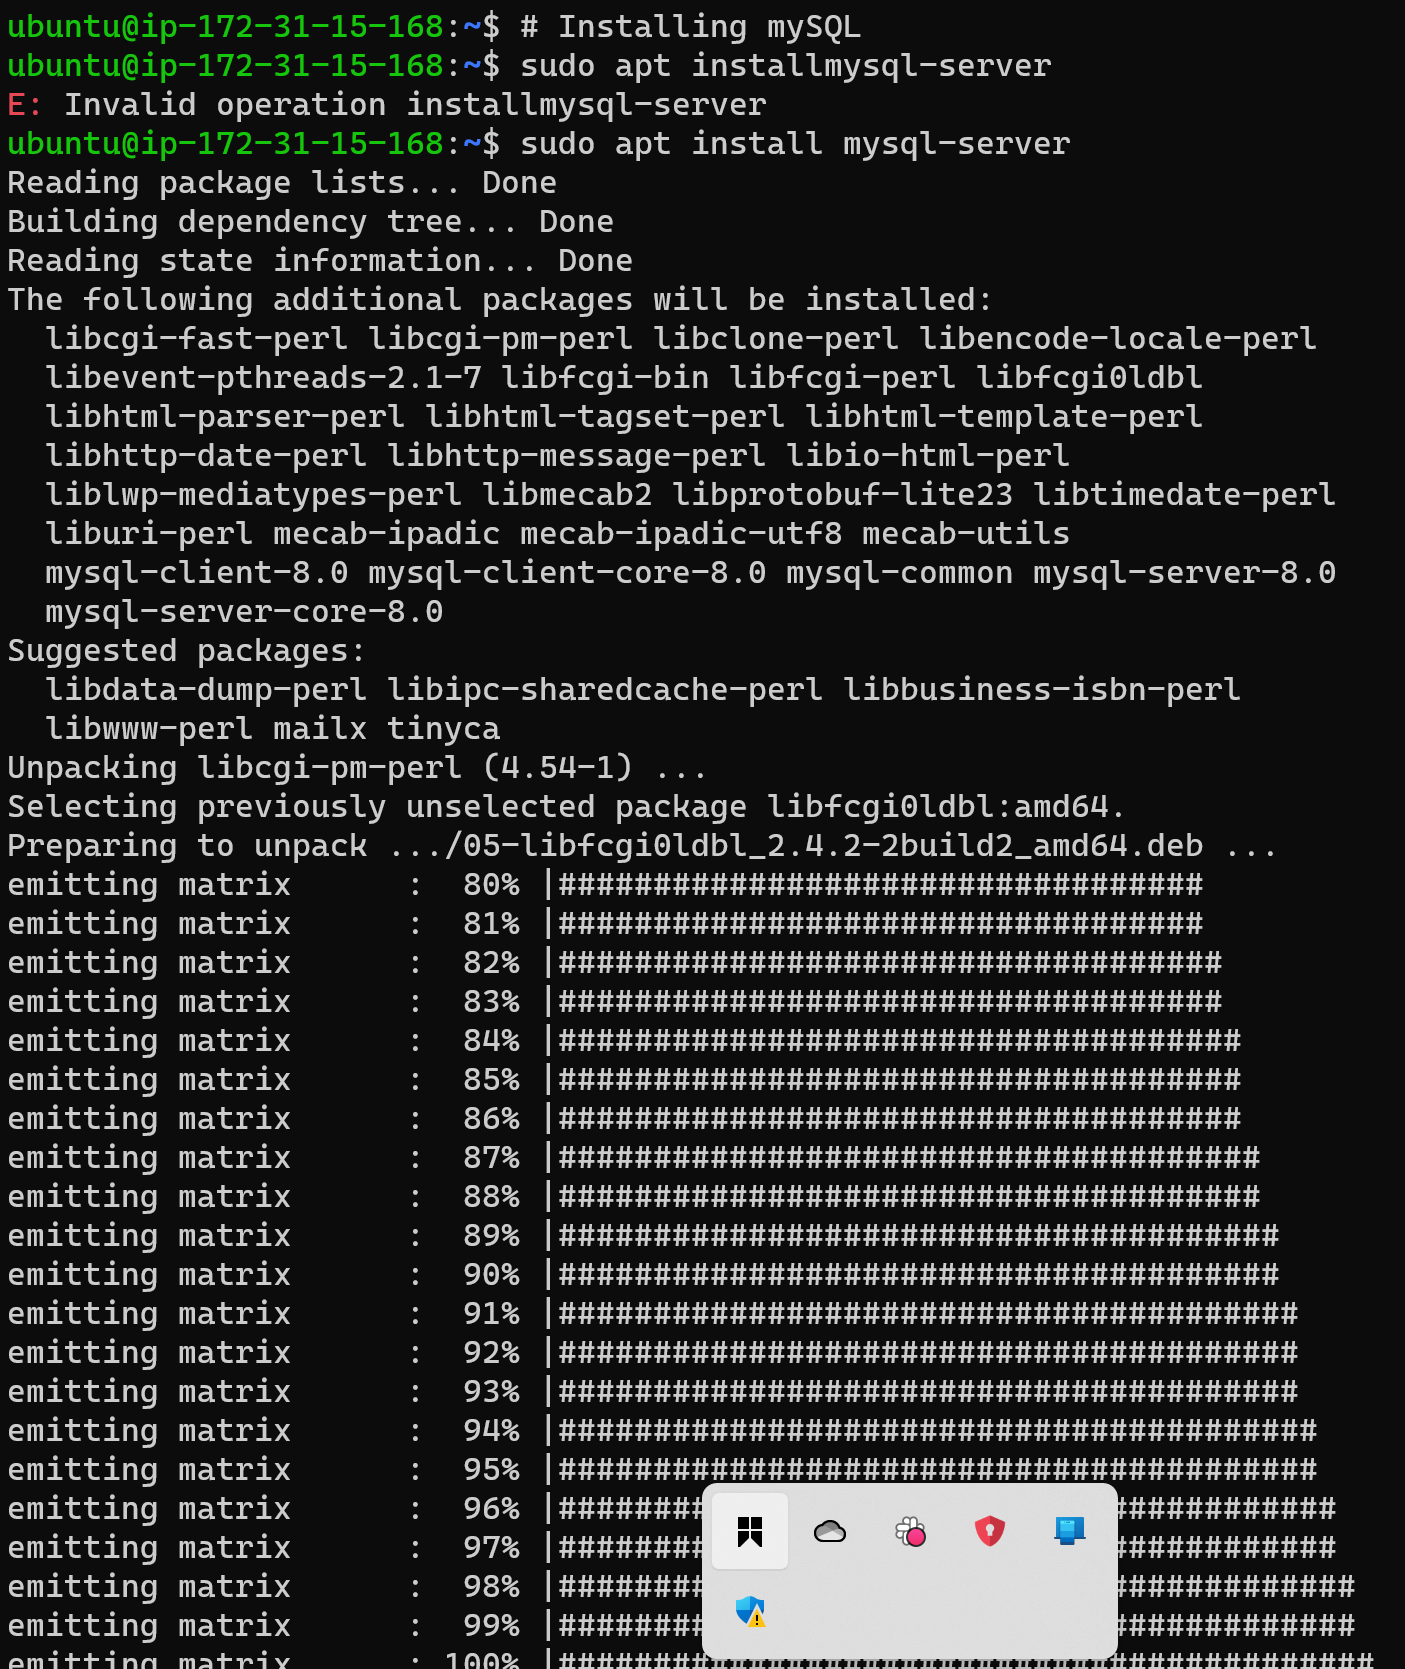 ubuntu@ip-172-31-15-168:~$ # Installing mySQL
ubuntu@ip-172-31-15-168:~$ sudo apt installmysql-server
E: Invalid operation installmysql-server
ubuntu@ip-172-31-15-168:~$ sudo apt install mysql-server
Reading package lists... Done
Building dependency tree... Done
Reading state information... Done
The following additional packages will be installed:
  libcgi-fast-perl libcgi-pm-perl libclone-perl libencode-locale-perl
  libevent-pthreads-2.1-7 libfcgi-bin libfcgi-perl libfcgi0ldbl
  libhtml-parser-perl libhtml-tagset-perl libhtml-template-perl
  libhttp-date-perl libhttp-message-perl libio-html-perl
  liblwp-mediatypes-perl libmecab2 libprotobuf-lite23 libtimedate-perl
  liburi-perl mecab-ipadic mecab-ipadic-utf8 mecab-utils
  mysql-client-8.0 mysql-client-core-8.0 mysql-common mysql-server-8.0
  mysql-server-core-8.0
Suggested packages:
  libdata-dump-perl libipc-sharedcache-perl libbusiness-isbn-perl
  libwww-perl mailx tinyca
Unpacking libcgi-pm-perl (4.54-1) ...
Selecting previously unselected package libfcgi0ldbl:amd64.
Preparing to unpack .../05-libfcgi0ldbl_2.4.2-2build2_amd64.deb ...
emitting matrix      :  80% |##################################
emitting matrix      :  81% |##################################
emitting matrix      :  82% |###################################
emitting matrix      :  83% |###################################
emitting matrix      :  84% |####################################
emitting matrix      :  85% |####################################
emitting matrix      :  86% |####################################
emitting matrix      :  87% |#####################################
emitting matrix      :  88% |#####################################
emitting matrix      :  89% |######################################
emitting matrix      :  90% |######################################
emitting matrix      :  91% |#######################################
emitting matrix      :  92% |#######################################
emitting matrix      :  93% |#######################################
emitting matrix      :  94% |########################################
emitting matrix      :  95% |########################################
emitting matrix      :  96% |######## ############
emitting matrix      :  97% |######## ############
emitting matrix      :  98% |######## #############
emitting matrix      :  99% |######## #############
emitting matrix      : 100% |###########################################